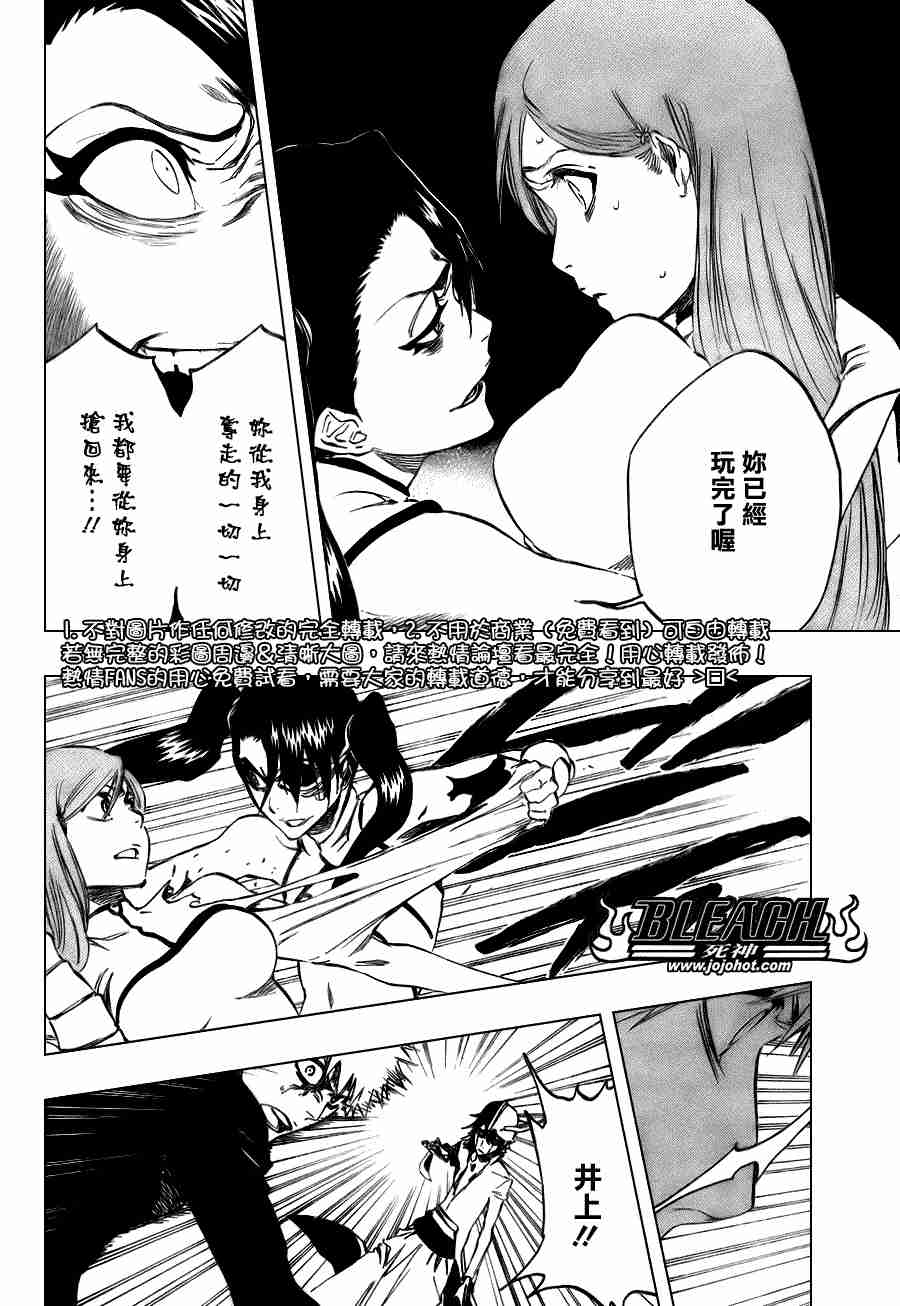 妳已經
玩完了喔
妳從我身上
奪走的一切一切
我都要從妳身上
搶回來…!!
1. 不對圖片作任何修改的完全轉載，2. 不用於商業（免費看到）可自由轉載
若無完整的彩圖周邊&清晰大圖，請來熱情論壇看最完全！用心轉載發佈！
熱情FANS的用心免費試看，需要大家的轉載道德，才能分享到最好 >口<
BLEACH
死神
www.jojohot.com
井上!!